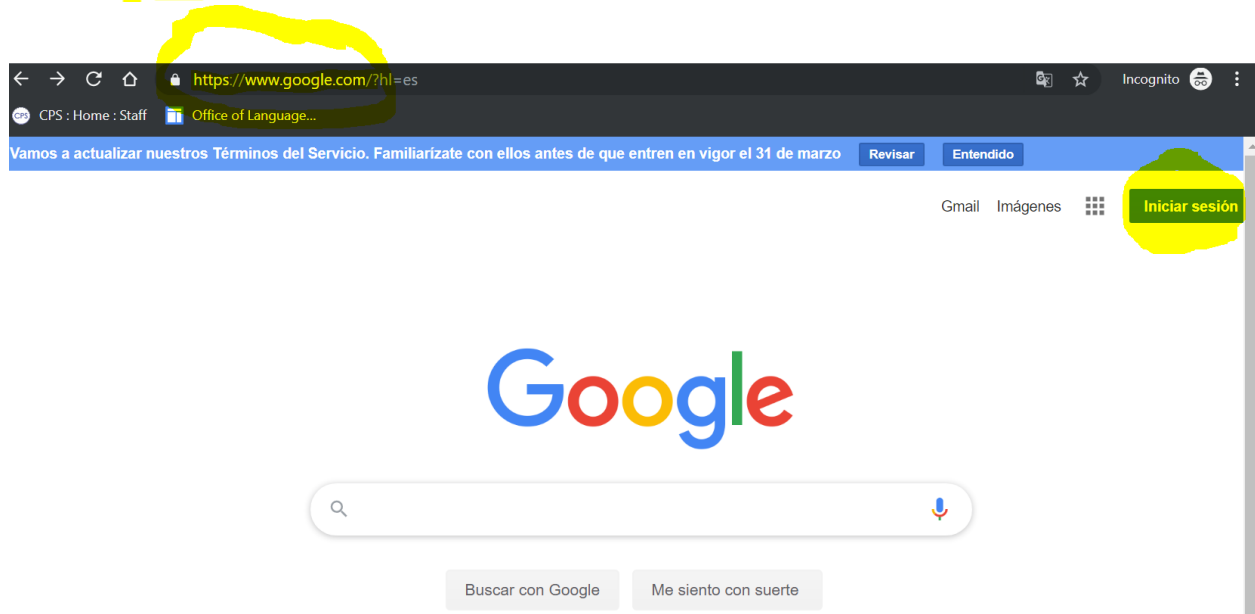 https://www.google.com/?hl=es
Incognito
CPS
CPS : Home : Staff
Office of Language...
Vamos a actualizar nuestros Términos del Servicio. Familiarízate con ellos antes de que entren en vigor el 31 de marzo
Revisar
Entendido
Gmail
Imágenes
Iniciar sesión
Google
Buscar con Google
Me siento con suerte